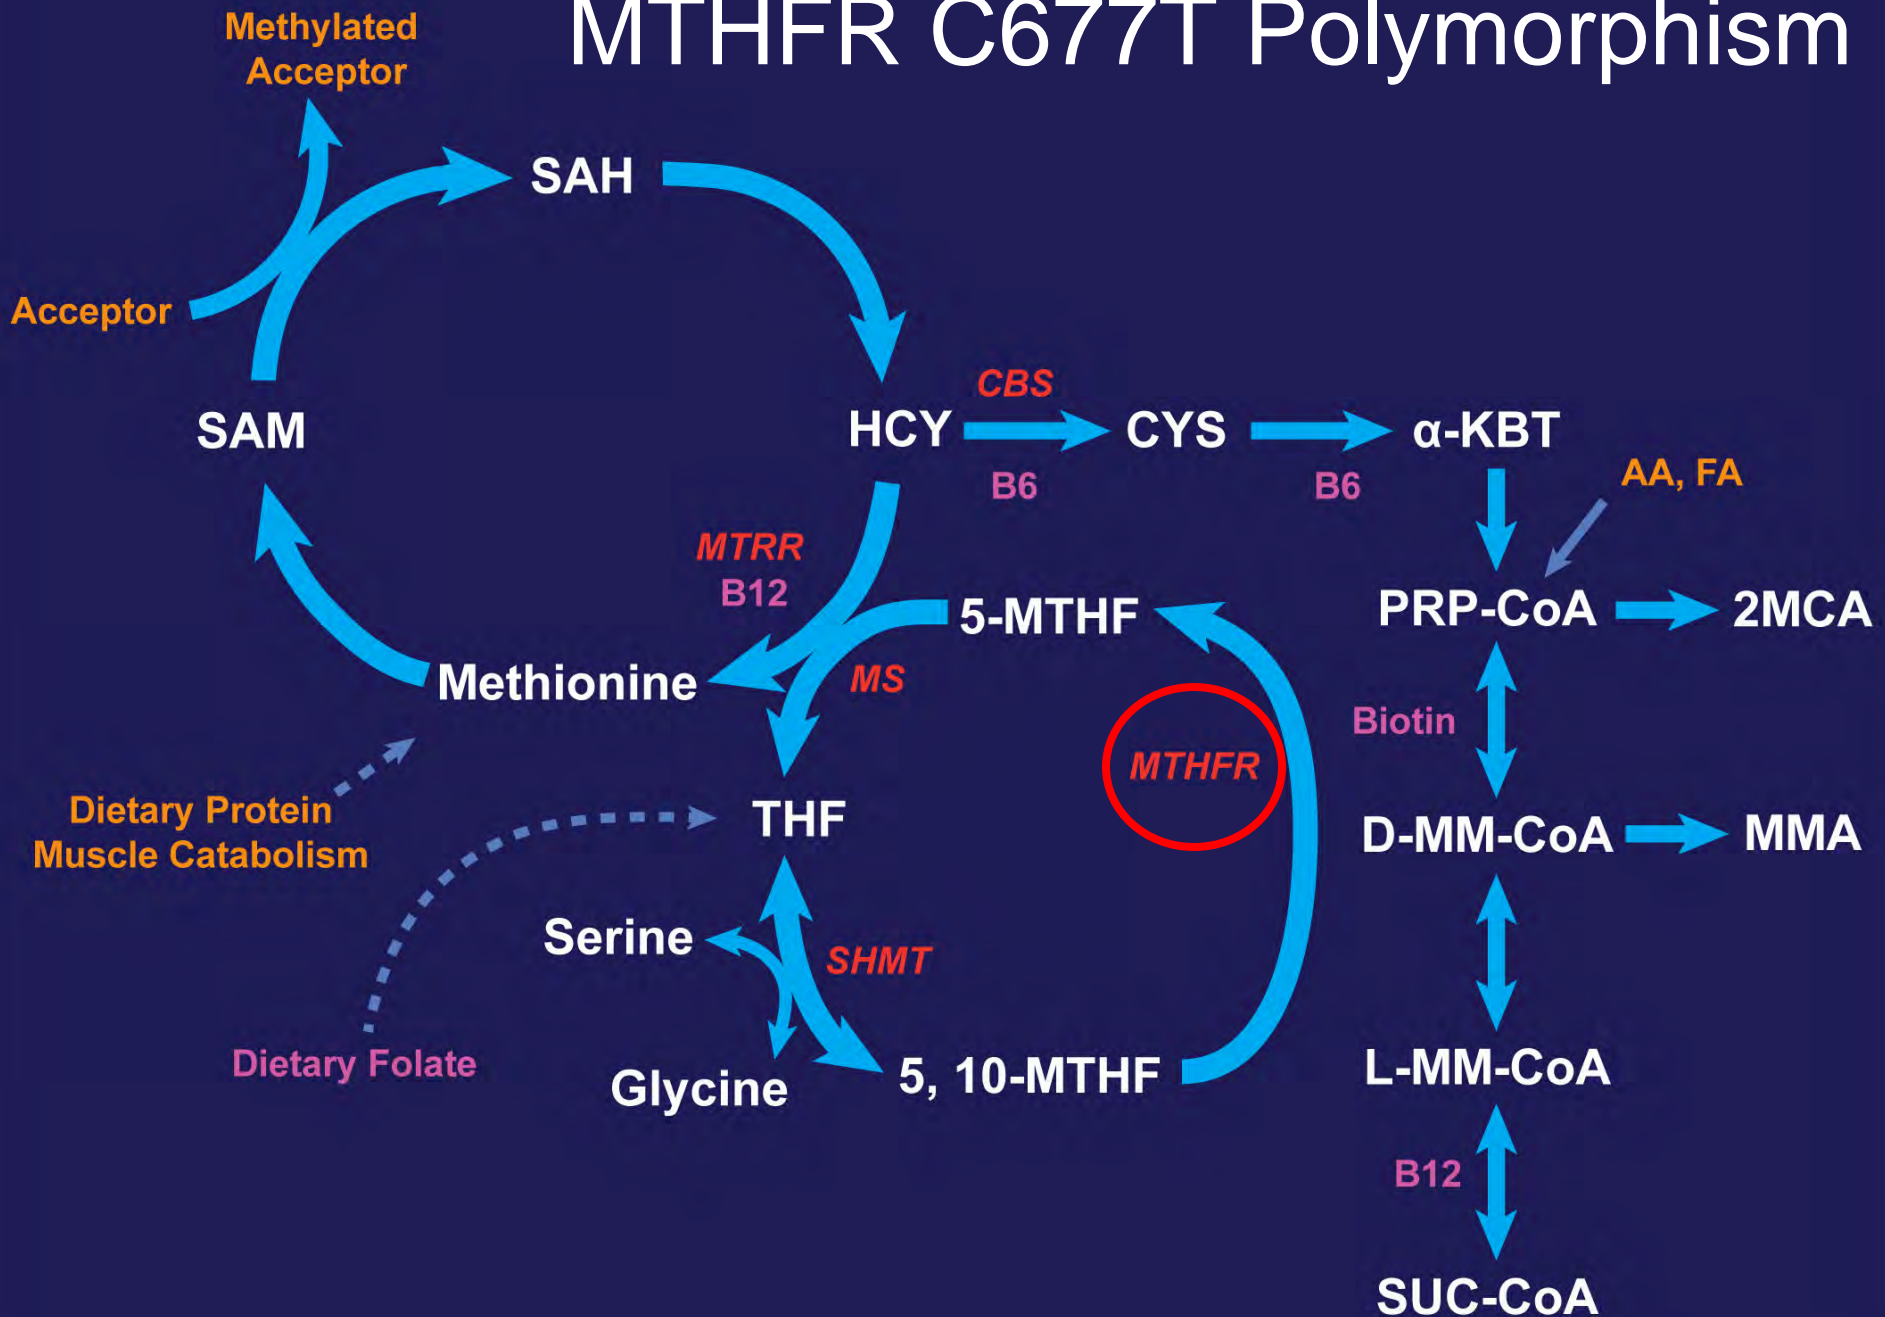 MTHFR C677T Polymorphism
Methylated
Acceptor
SAH
Acceptor
SAM
HCY
CBS
B6
CYS
B6
α-KBT
AA, FA
MTRR
B12
5-MTHF
PRP-CoA
2MCA
Methionine
MS
MTHFR
Biotin
Dietary Protein
Muscle Catabolism
THF
D-MM-CoA
MMA
Serine
SHMT
Dietary Folate
Glycine
5, 10-MTHF
L-MM-CoA
B12
SUC-CoA